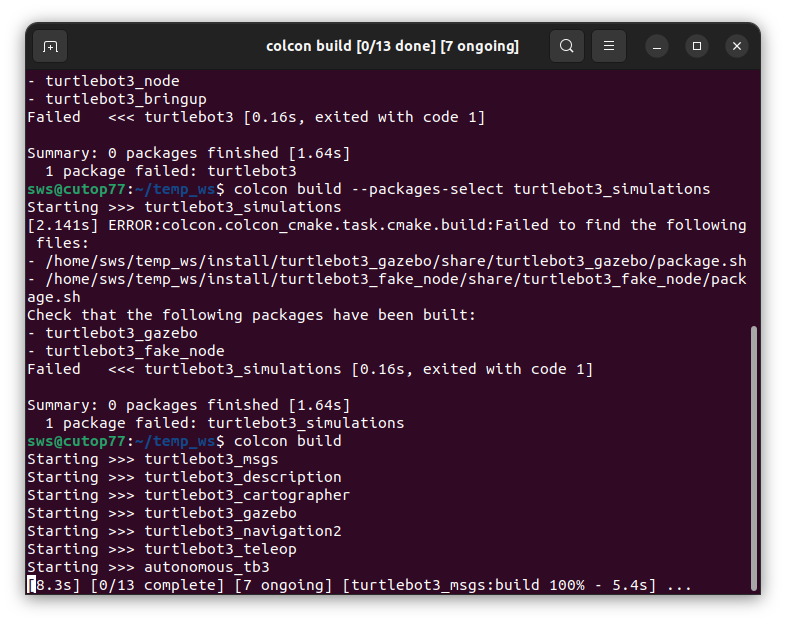 colcon build [0/13 done] [7 ongoing]
- turtlebot3_node
- turtlebot3_bringup
Failed   <<< turtlebot3 [0.16s, exited with code 1]

Summary: 0 packages finished [1.64s]
  1 package failed: turtlebot3
sws@cutop77:~/temp_ws$ colcon build --packages-select turtlebot3_simulations
Starting >>> turtlebot3_simulations
[2.141s] ERROR:colcon.colcon_cmake.task.cmake.build:Failed to find the following
 files:
- /home/sws/temp_ws/install/turtlebot3_gazebo/share/turtlebot3_gazebo/package.sh
- /home/sws/temp_ws/install/turtlebot3_fake_node/share/turtlebot3_fake_node/pack
age.sh
Check that the following packages have been built:
- turtlebot3_gazebo
- turtlebot3_fake_node
Failed   <<< turtlebot3_simulations [0.16s, exited with code 1]

Summary: 0 packages finished [1.64s]
  1 package failed: turtlebot3_simulations
sws@cutop77:~/temp_ws$ colcon build
Starting >>> turtlebot3_msgs
Starting >>> turtlebot3_description
Starting >>> turtlebot3_cartographer
Starting >>> turtlebot3_gazebo
Starting >>> turtlebot3_navigation2
Starting >>> turtlebot3_teleop
Starting >>> autonomous_tb3
[8.3s] [0/13 complete] [7 ongoing] [turtlebot3_msgs:build 100% - 5.4s] ...